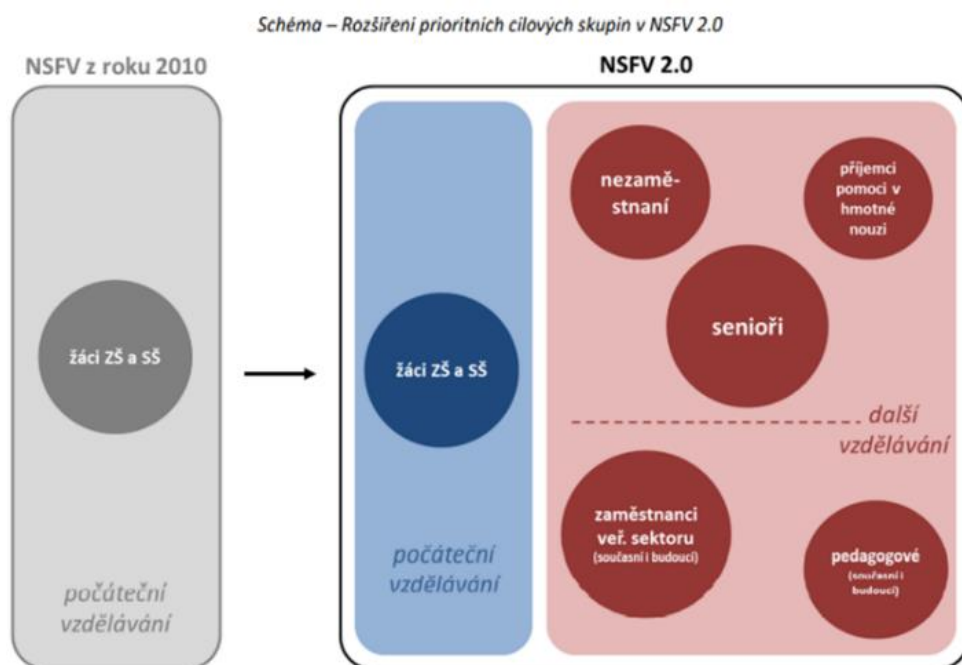 Schéma – Rozšíření prioritních cílových skupin v NSFV 2.0
NSFV z roku 2010
žáci ZŠ a SŠ
počáteční
vzdělávání
NSFV 2.0
žáci ZŠ a SŠ
počáteční
vzdělávání
nezamě-
stnaní
příjemci
pomoci v
hmotné
nouzi
senioři
další
vzdělávání
zaměstnanci
veř. sektoru
(současní i budoucí)
pedagogové
(současní i
budoucí)